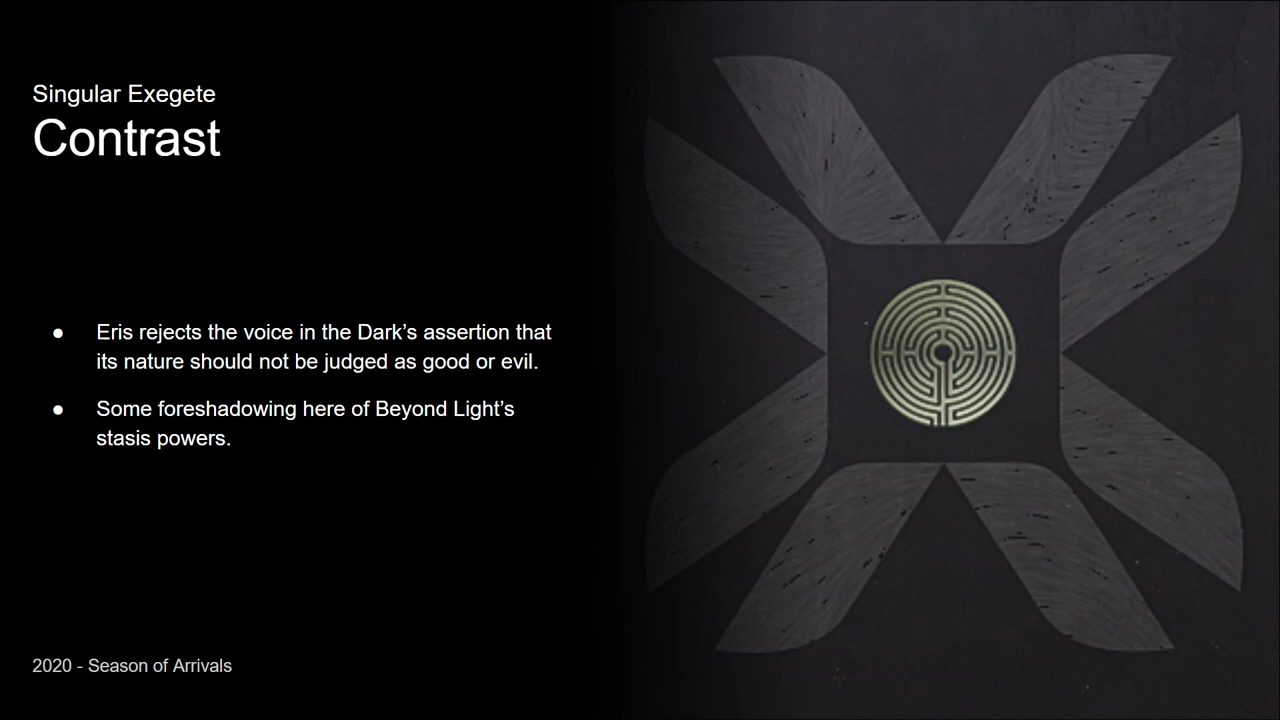 Singular Exegete
Contrast
● Eris rejects the voice in the Dark’s assertion that
its nature should not be judged as good or evil.
● Some foreshadowing here of Beyond Light’s
stasis powers.
2020 - Season of Arrivals